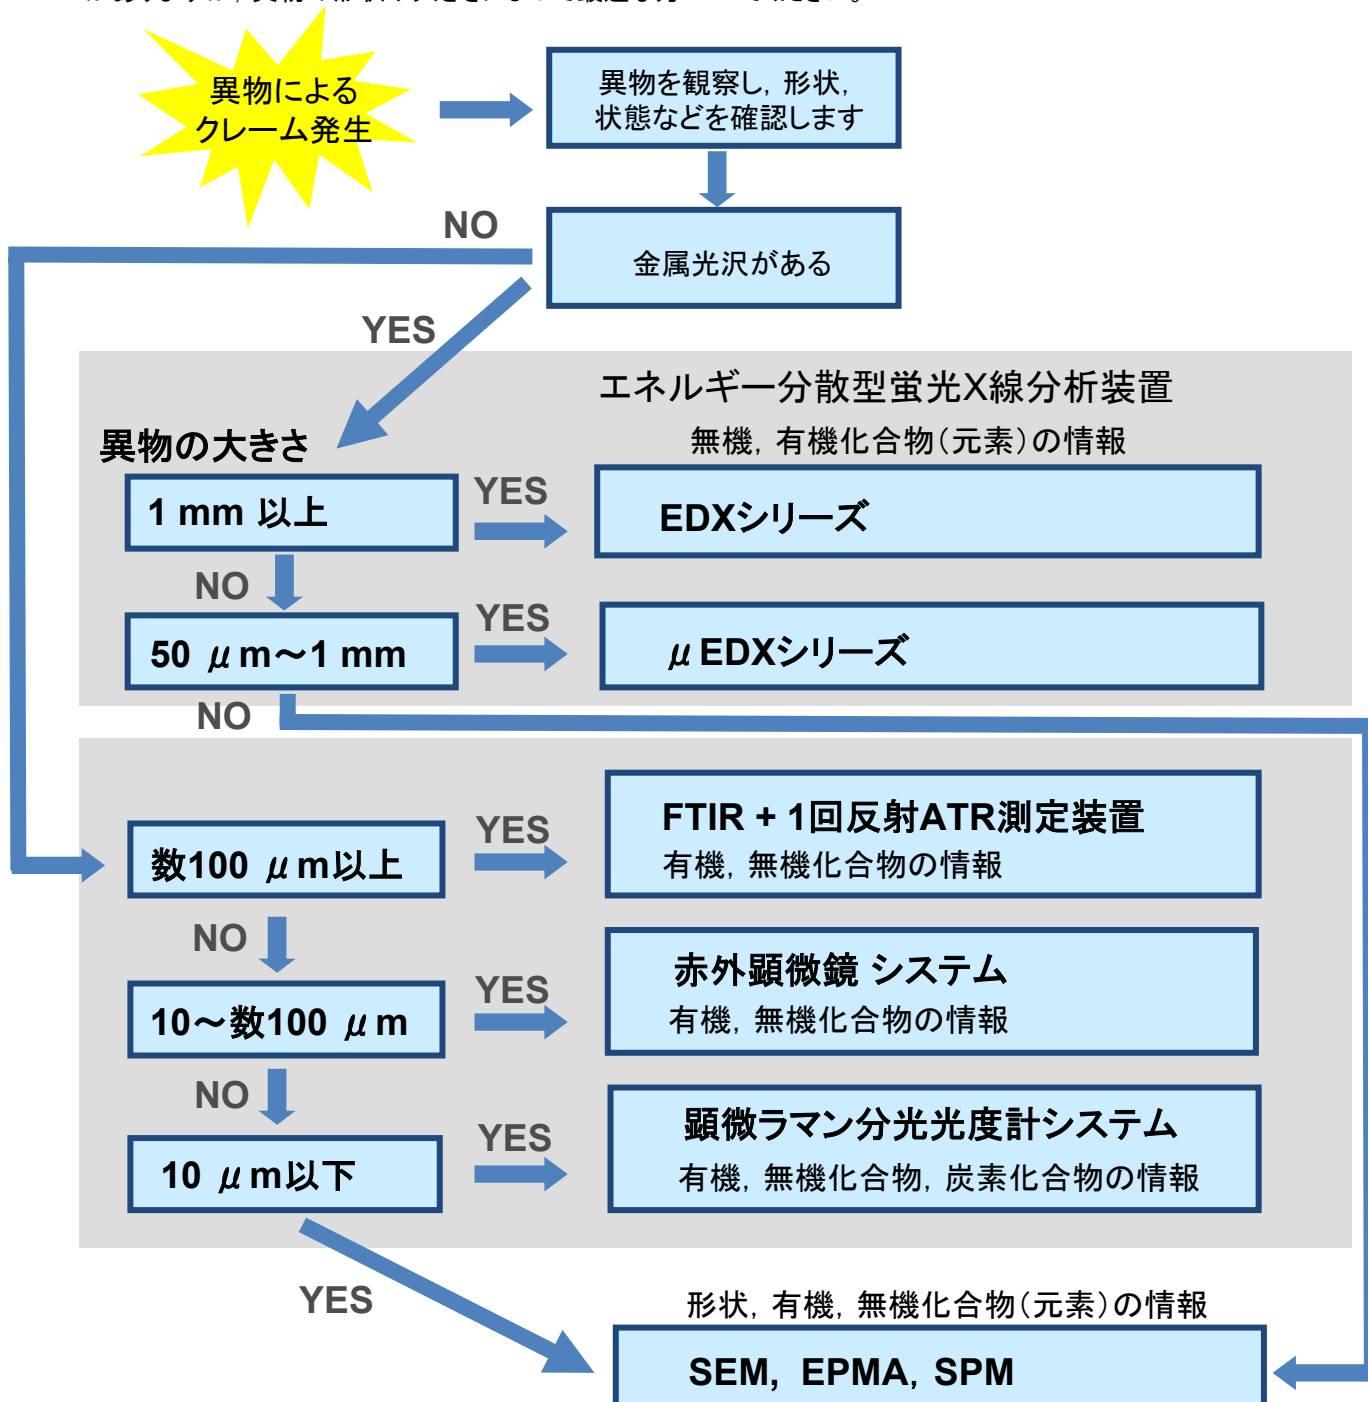 異物による
クレーム発生
異物を観察し, 形状,
状態などを確認します
NO
金属光沢がある
YES
エネルギー分散型蛍光X線分析装置
異物の大きさ
無機, 有機化合物(元素)の情報
1 mm 以上
YES
EDXシリーズ
NO
50 μm~1 mm
YES
μEDXシリーズ
NO
数100 μm以上
YES
FTIR + 1回反射ATR測定装置
有機, 無機化合物の情報
NO
10~数100 μm
YES
赤外顕微鏡 システム
有機, 無機化合物の情報
NO
10 μm以下
YES
顕微ラマン分光光度計システム
有機, 無機化合物, 炭素化合物の情報
YES
形状, 有機, 無機化合物(元素)の情報
SEM, EPMA, SPM